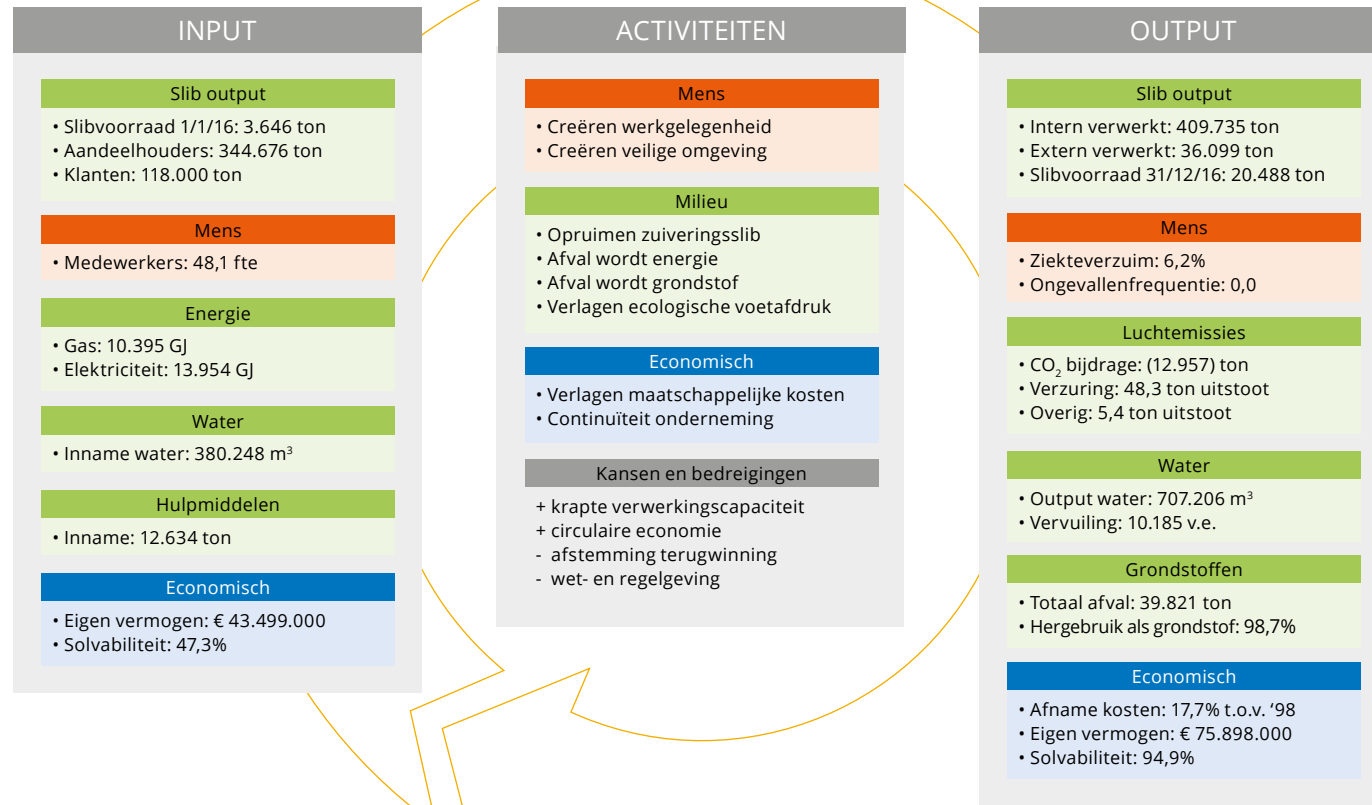 INPUT
Slib output
• Slibvoorraad 1/1/16: 3.646 ton
• Aandeelhouders: 344.676 ton
• Klanten: 118.000 ton
Mens
• Medewerkers: 48,1 fte
Energie
• Gas: 10.395 GJ
• Elektriciteit: 13.954 GJ
Water
• Inname water: 380.248 m³
Hulpmiddelen
• Inname: 12.634 ton
Economisch
• Eigen vermogen: € 43.499.000
• Solvabiliteit: 47,3%
ACTIVITEITEN
Mens
• Creëren werkgelegenheid
• Creëren veilige omgeving
Milieu
• Opruimen zuiveringsslib
• Afval wordt energie
• Afval wordt grondstof
• Verlagen ecologische voetafdruk
Economisch
• Verlagen maatschappelijke kosten
• Continuïteit onderneming
Kansen en bedreigingen
+ krapte verwerkingscapaciteit
+ circulaire economie
- afstemming terugwinning
- wet- en regelgeving
OUTPUT
Slib output
• Intern verwerkt: 409.735 ton
• Extern verwerkt: 36.099 ton
• Slibvoorraad 31/12/16: 20.488 ton
Mens
• Ziekteverzuim: 6,2%
• Ongevallenfrequentie: 0,0
Luchtemissies
• CO₂ bijdrage: (12.957) ton
• Verzuring: 48,3 ton uitstoot
• Overig: 5,4 ton uitstoot
Water
• Output water: 707.206 m³
• Vervuiling: 10.185 v.e.
Grondstoffen
• Totaal afval: 39.821 ton
• Hergebruik als grondstof: 98,7%
Economisch
• Afname kosten: 17,7% t.o.v. ‘98
• Eigen vermogen: € 75.898.000
• Solvabiliteit: 94,9%